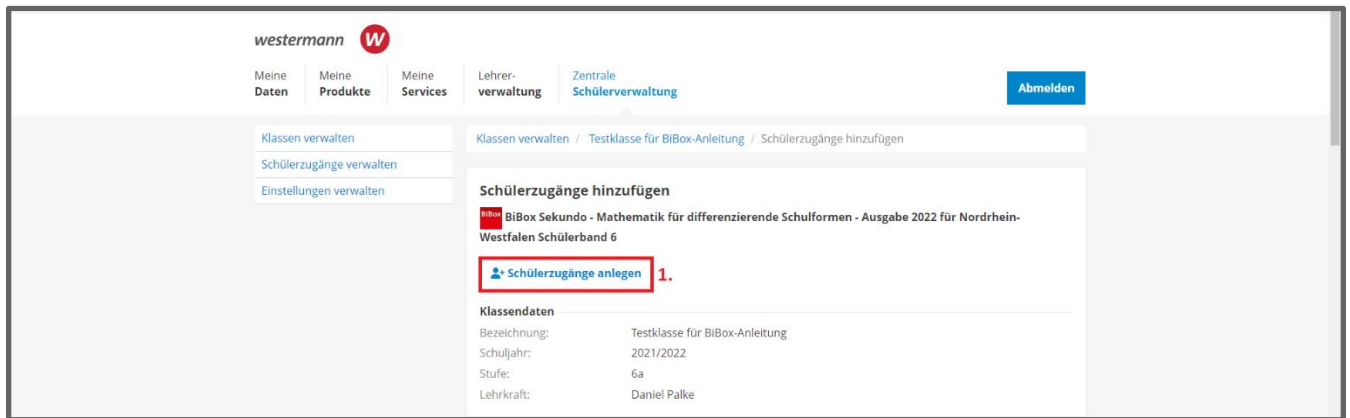 westermann W
Meine Daten
Meine Produkte
Meine Services
Lehrer-
verwaltung
Zentrale
Schülerverwaltung
Abmelden
Klassen verwalten
Schülerzugänge verwalten
Einstellungen verwalten
Klassen verwalten / Testklasse für BiBox-Anleitung / Schülerzugänge hinzufügen
Schülerzugänge hinzufügen
BiBox BiBox Sekundo - Mathematik für differenzierende Schulformen - Ausgabe 2022 für Nordrhein-
Westfalen Schülerband 6
Schülerzugänge anlegen 1.
Klassendaten
Bezeichnung: Testklasse für BiBox-Anleitung
Schuljahr: 2021/2022
Stufe: 6a
Lehrkraft: Daniel Palke